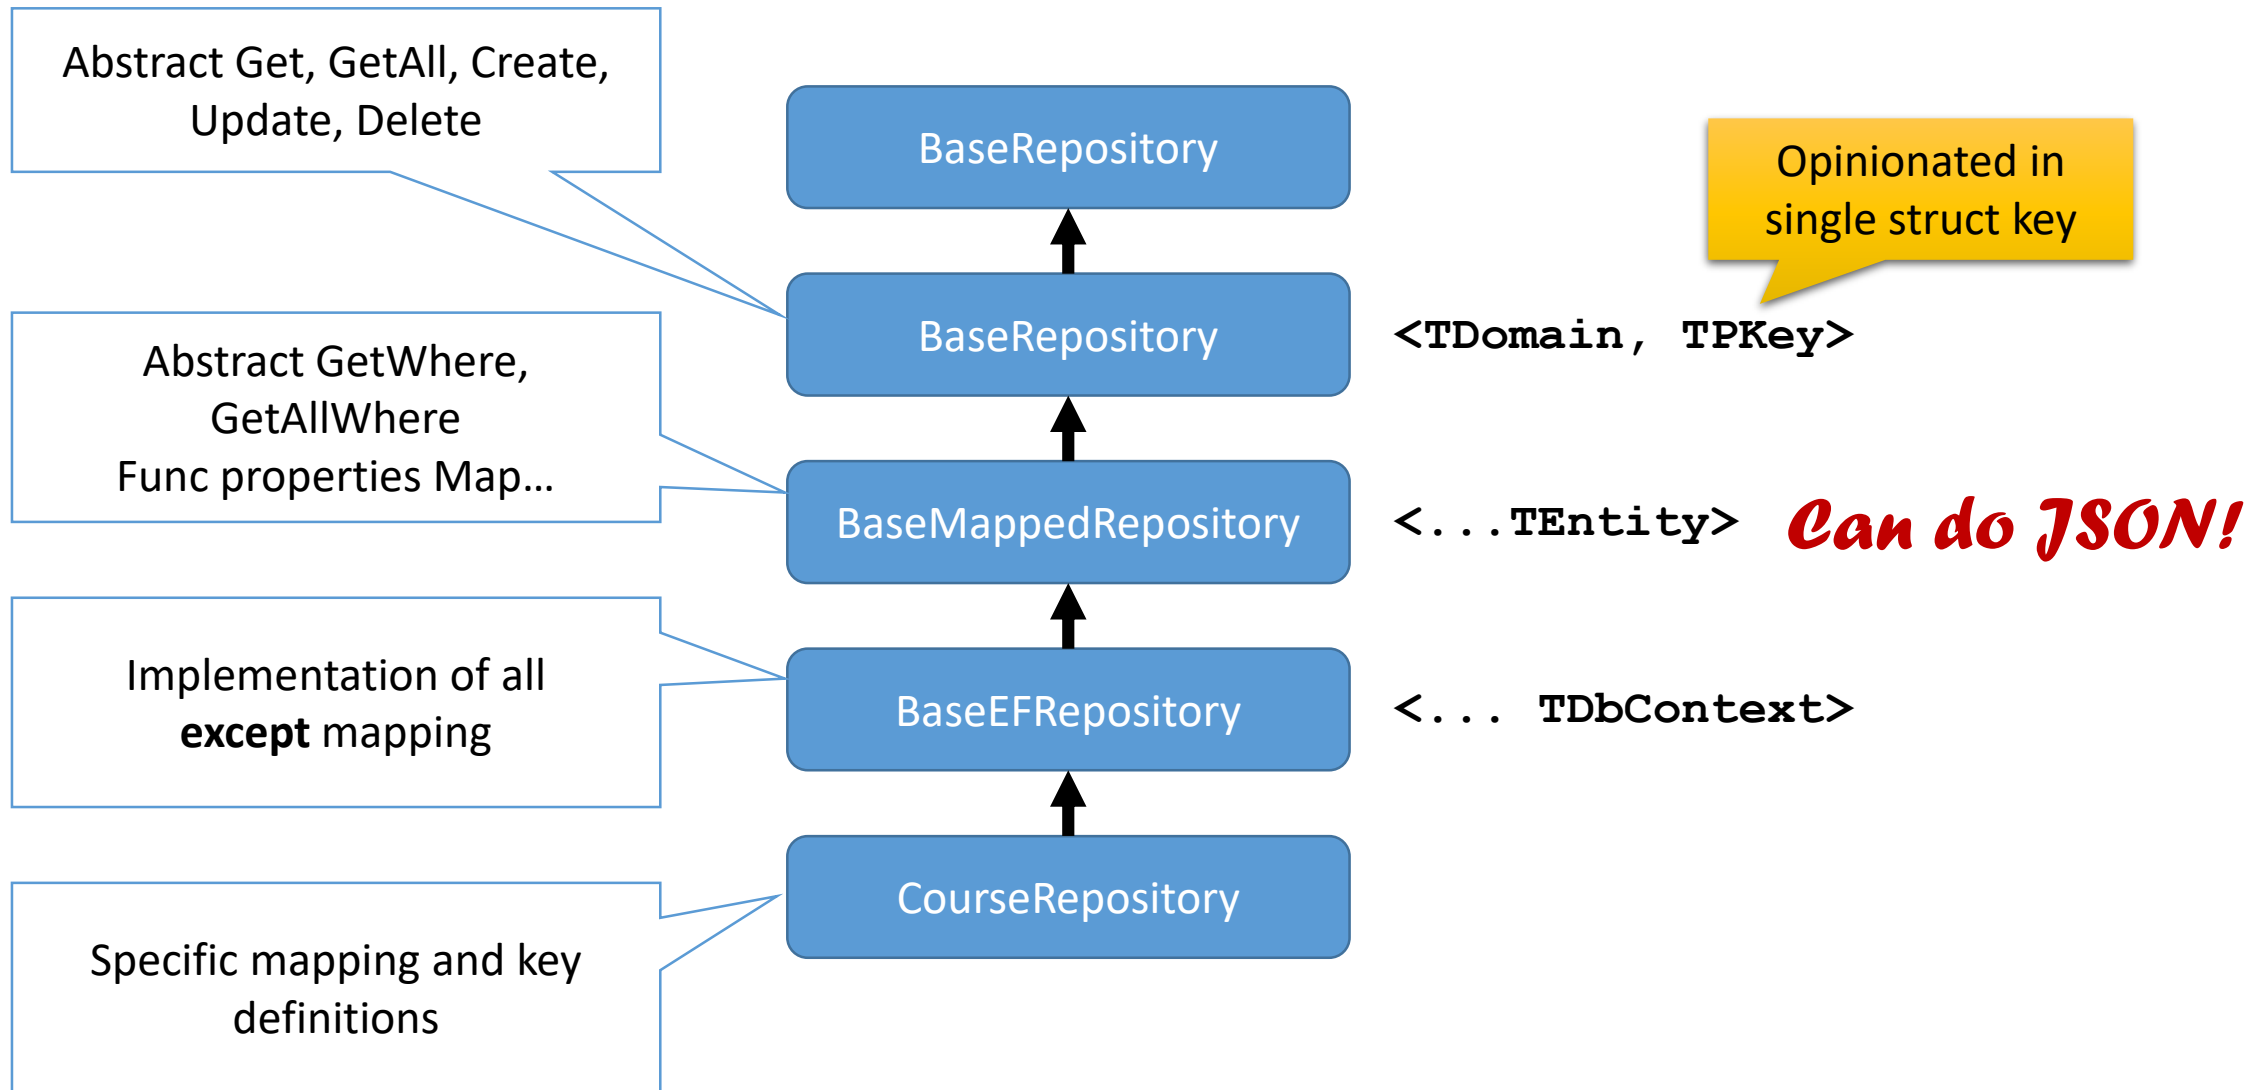 Abstract Get, GetAll, Create,
Update, Delete
BaseRepository
Opinionated in
single struct key
BaseRepository
<TDomain, TPKey>
Abstract GetWhere,
GetAllWhere
Func properties Map…
BaseMappedRepository
<...TEntity>
Can do JSON!
Implementation of all
except mapping
BaseEFRepository
<... TDbContext>
CourseRepository
Specific mapping and key
definitions